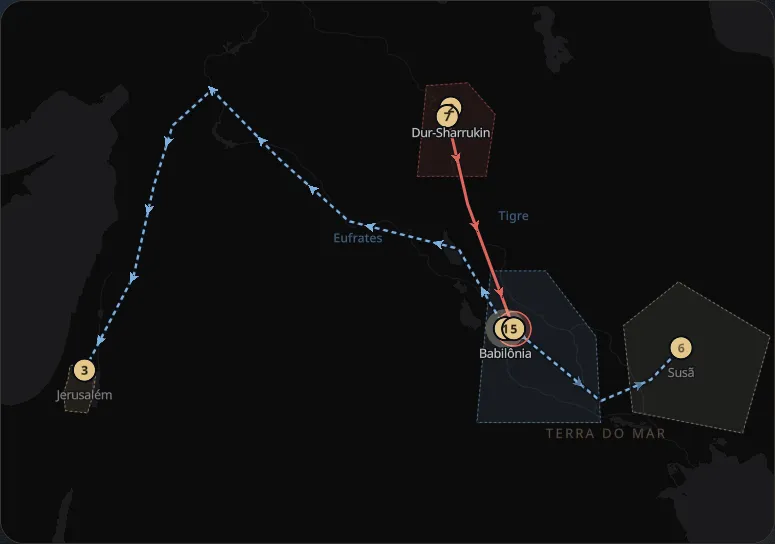 7
Dur-Sharrukin
Tigre
Eufrates
15
Babilônia
6
Susã
3
Jerusalém
TERRA DO MAR